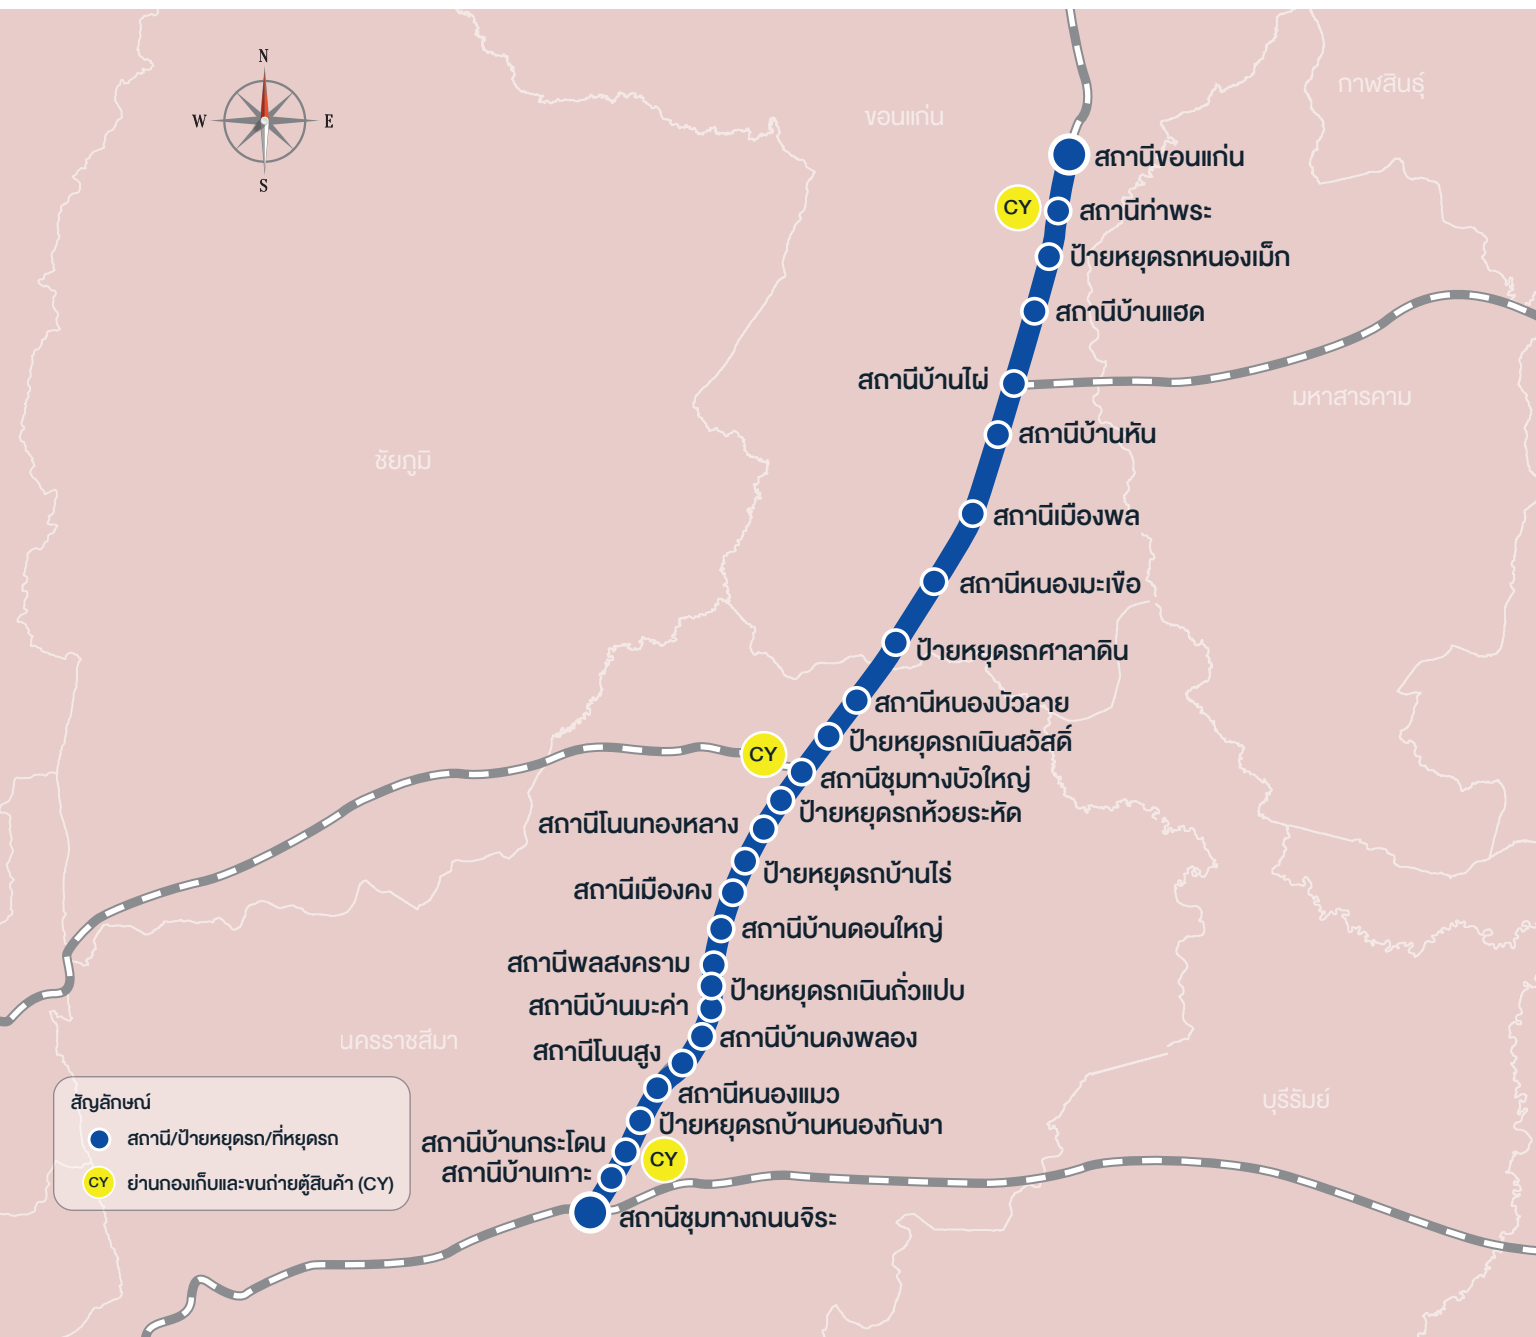 N
W
E
S
กาฬสินธุ์
ขอนแก่น
สถานีขอนแก่น
CY
สถานีท่าพระ
ป้ายหยุดรถหนองเม็ก
สถานีบ้านแฮด
สถานีบ้านไผ่
มหาสารคาม
สถานีบ้านหัน
ชัยภูมิ
สถานีเมืองพล
สถานีหนองมะเขือ
ป้ายหยุดรถศาลาดิน
สถานีหนองบัวลาย
ป้ายหยุดรถเนินสวัสดิ์
CY
สถานีชุมทางบัวใหญ่
ป้ายหยุดรถห้วยระหัด
สถานีโนนทองหลาง
ป้ายหยุดรถบ้านไร่
สถานีเมืองคง
สถานีบ้านดอนใหญ่
สถานีพลสงคราม
ป้ายหยุดรถเนินถั่วแปบ
สถานีบ้านมะค่า
สถานีบ้านดงพลอง
นครราชสีมา
สถานีโนนสูง
สถานีหนองแมว
บุรีรัมย์
ป้ายหยุดรถบ้านหนองกันงา
สถานีบ้านกระโดน
CY
สถานีบ้านเกาะ
สถานีชุมทางถนนจิระ
สัญลักษณ์
สถานี/ป้ายหยุดรถ/ที่หยุดรถ
CY ย่านกองเก็บและขนถ่ายตู้สินค้า (CY)